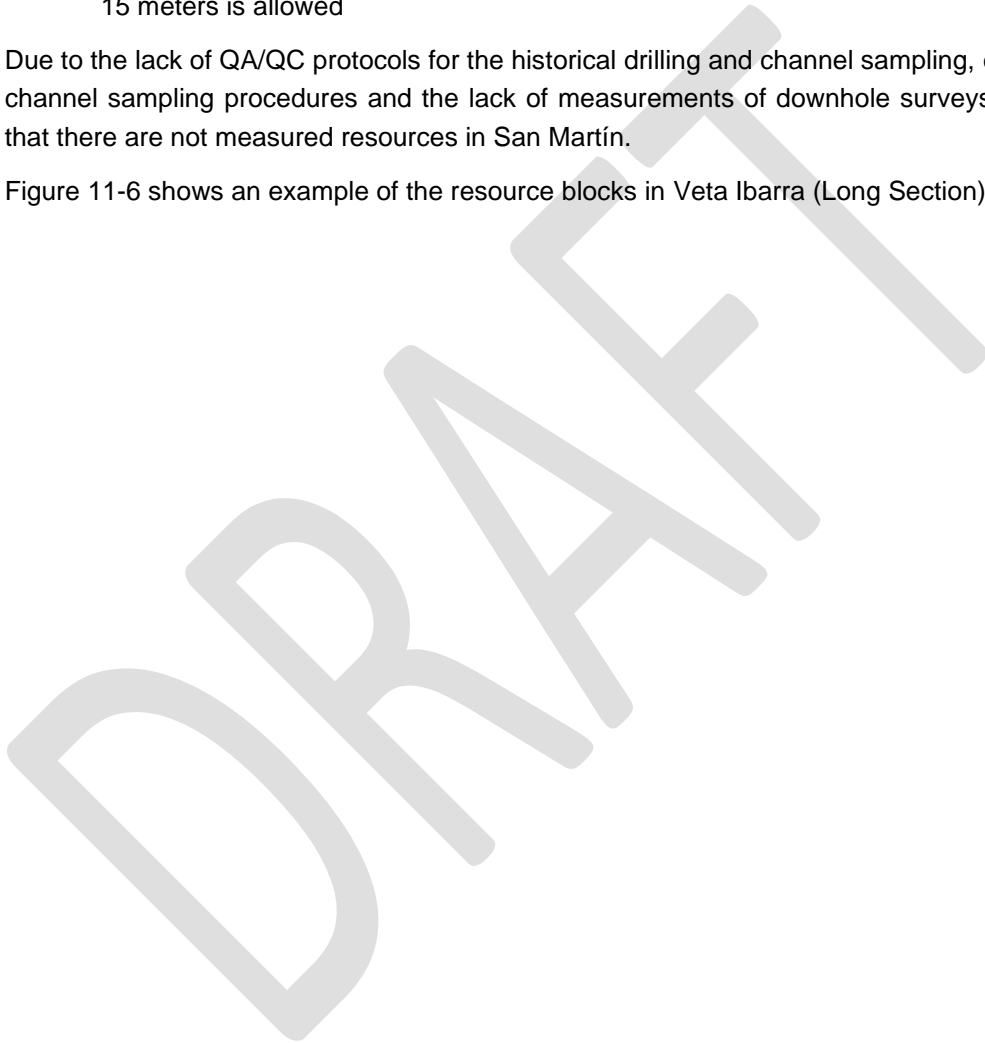 15 meters is allowed
Due to the lack of QA/QC protocols for the historical drilling and channel sampling,
channel sampling procedures and the lack of measurements of downhole surveys
that there are not measured resources in San Martín.
Figure 11-6 shows an example of the resource blocks in Veta Ibarra (Long Section)
DRAFT